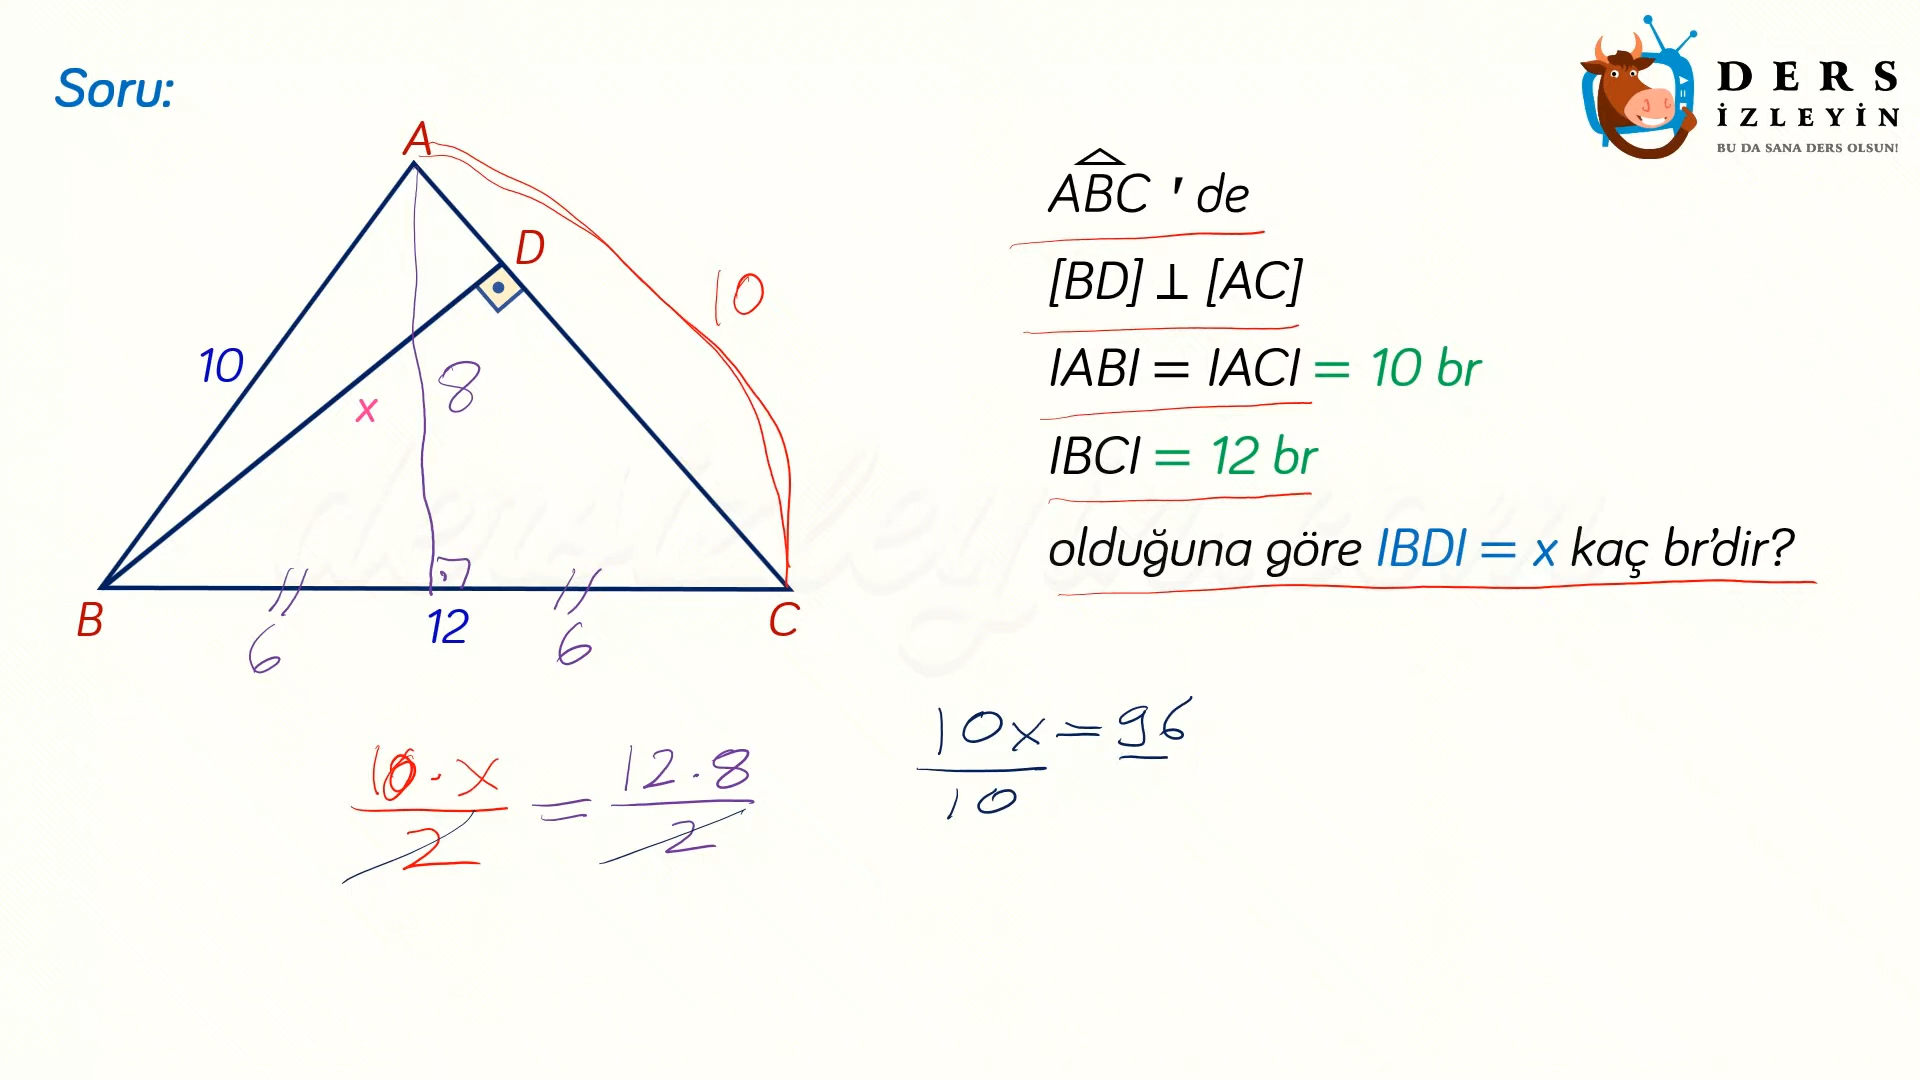 Soru:
DERS
İZLEYİN
BU DA SANA DERS OLSUN!
A
D
10
10
x
8
B
12
C
6
6
ABC 'de
[BD] ⊥ [AC]
IABI = IACI = 10 br
IBCI = 12 br
olduğuna göre IBDI = x kaç br'dir?
10 · x / 2 = 12 · 8 / 2
10x = 96
10